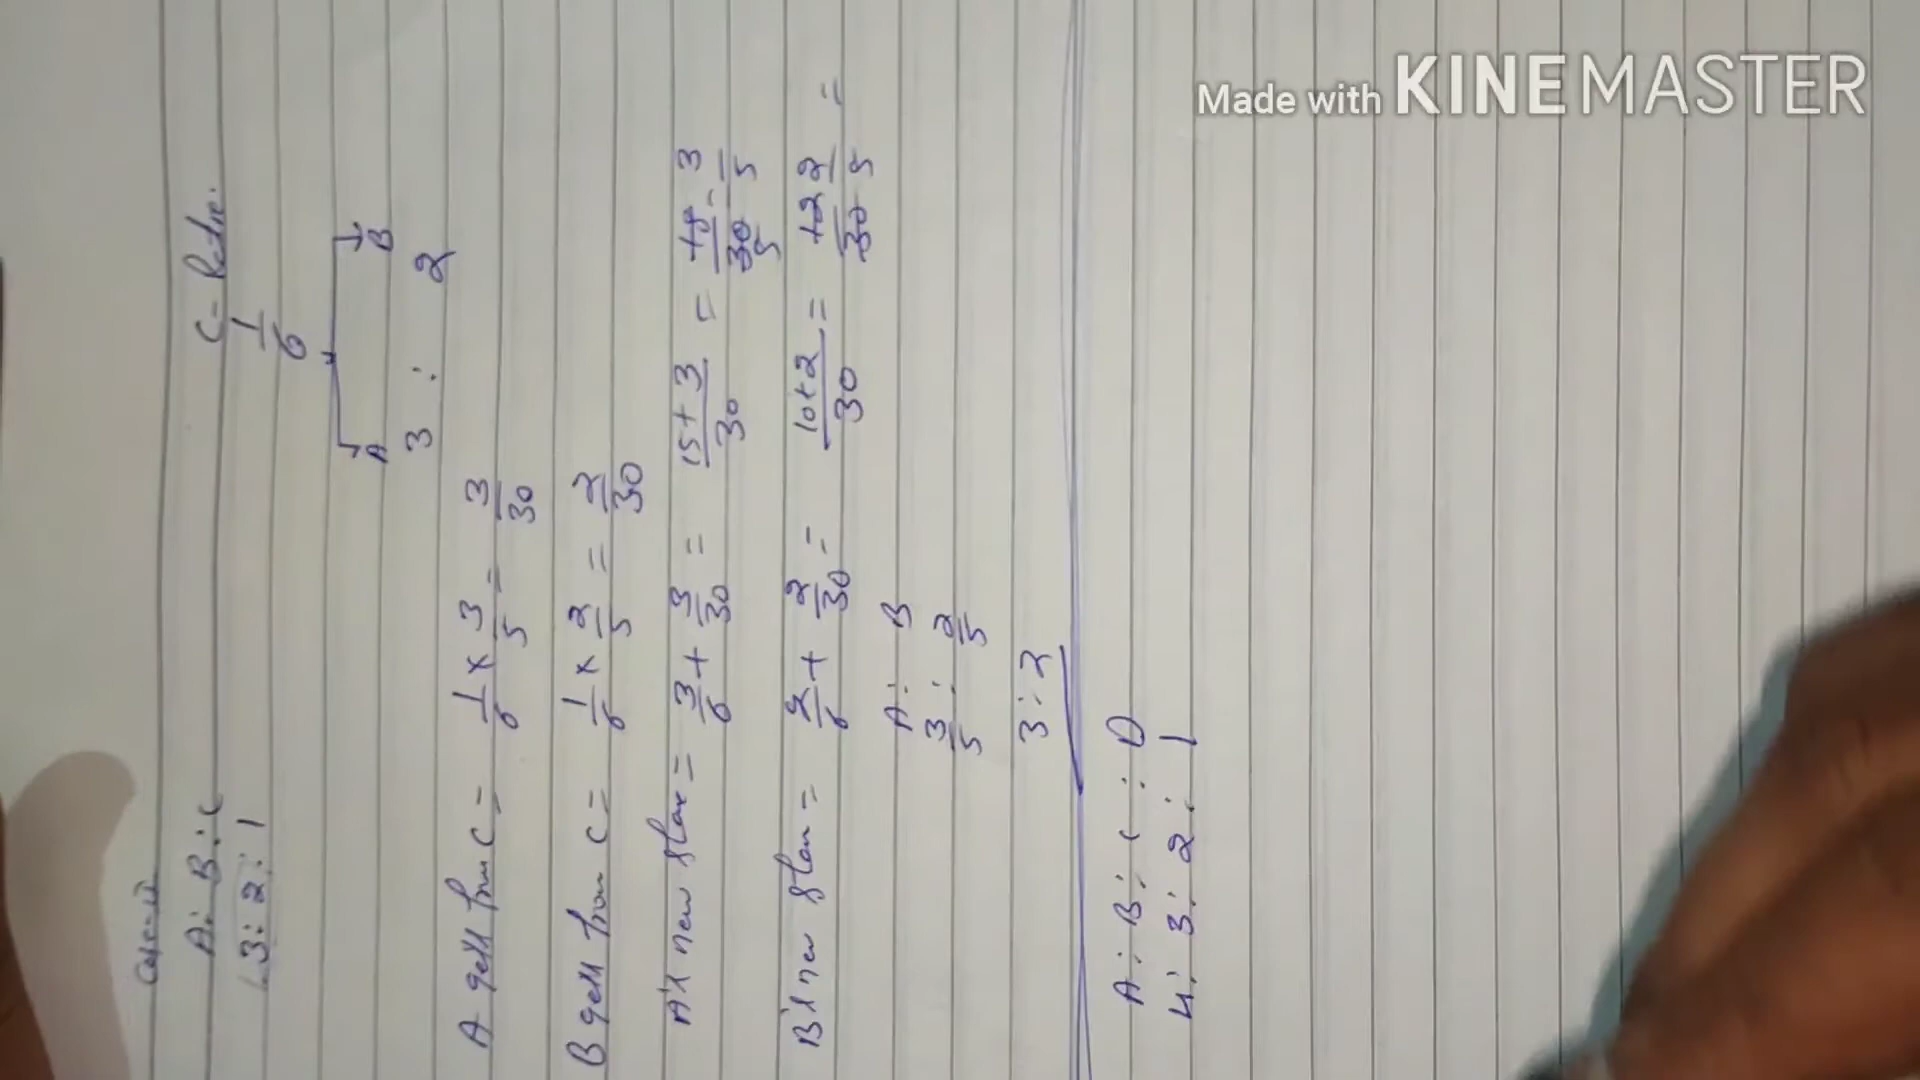 Made with KINEMASTER
Case-II
A : B : C
3 : 2 : 1
C - Retire.
1/6
A B
3 : 2
A gets from C = 1/6 × 3/5 = 3/30
B gets from C = 1/6 × 2/5 = 2/30
A's new share = 3/6 + 3/30 = 15+3/30 = 18/30 = 3/5
B's new share = 2/6 + 2/30 = 10+2/30 = 12/30 = 2/5 =
A : B
3/5 : 2/5
3 : 2
A : B : C : D
4 : 3 : 2 : 1